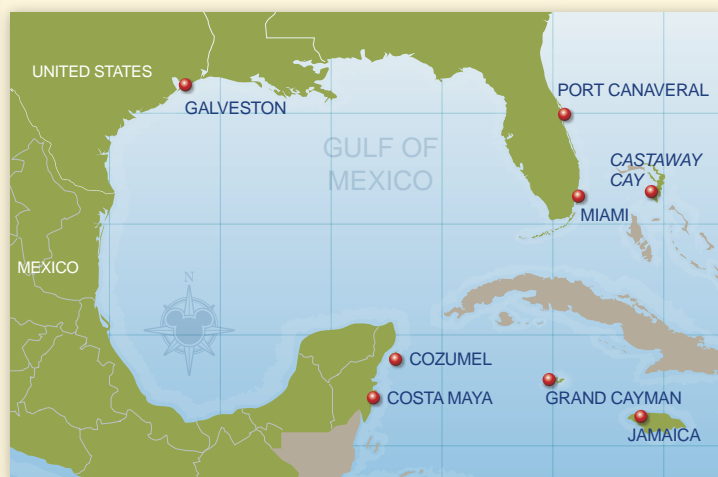 UNITED STATES
GALVESTON
PORT CANAVERAL
GULF OF
MEXICO
CASTAWAY
CAY
MIAMI
MEXICO
N
COZUMEL
COSTA MAYA
GRAND CAYMAN
JAMAICA